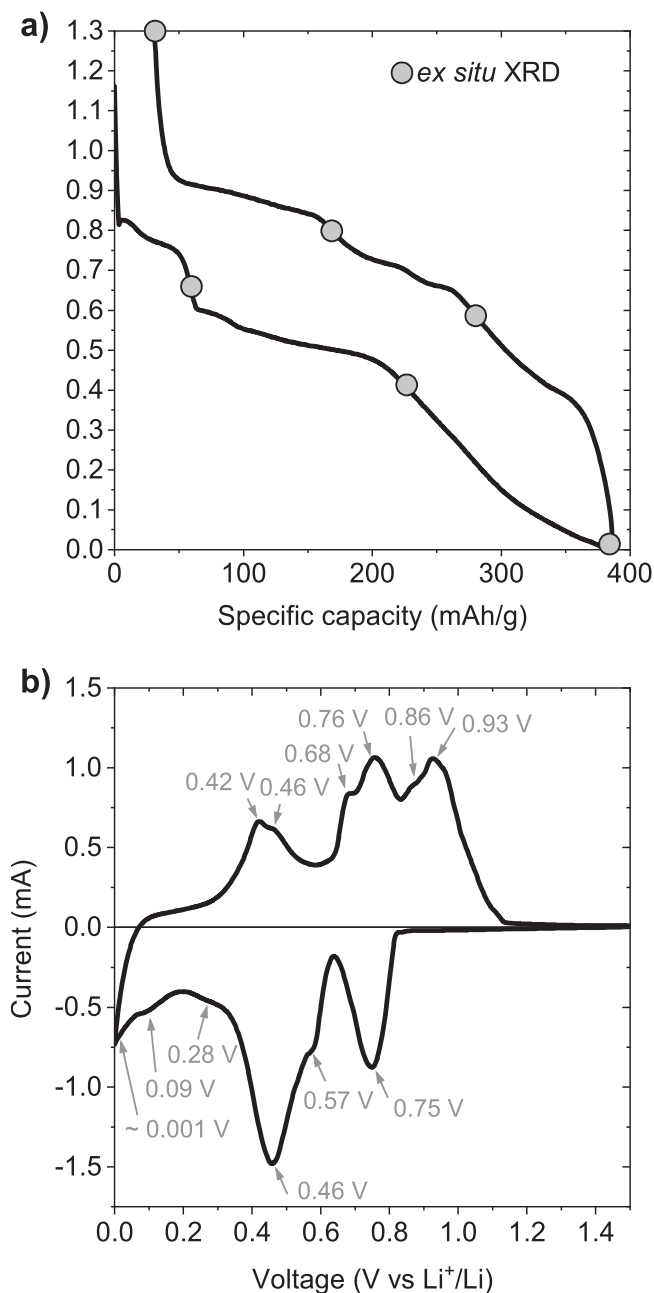 a)
1.3
1.2
1.1
1.0
0.9
0.8
0.7
0.6
0.5
0.4
0.3
0.2
0.1
0.0
ex situ XRD
0 100 200 300 400
Specific capacity (mAh/g)
b)
1.5
1.0
0.5
0.0
-0.5
-1.0
-1.5
Current (mA)
0.76 V
0.86 V
0.93 V
0.68 V
0.42 V
0.46 V
0.28 V
0.09 V
~ 0.001 V
0.57 V
0.75 V
0.46 V
0.0 0.2 0.4 0.6 0.8 1.0 1.2 1.4
Voltage (V vs Li⁺/Li)